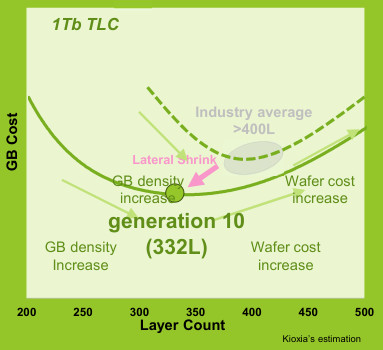 1Tb TLC
Industry average
>400L
Lateral Shrink
GB density
increase
Wafer cost
increase
generation 10
(332L)
GB density
Increase
Wafer cost
increase
GB Cost
200 250 300 350 400 450 500
Layer Count
Kioxia's estimation